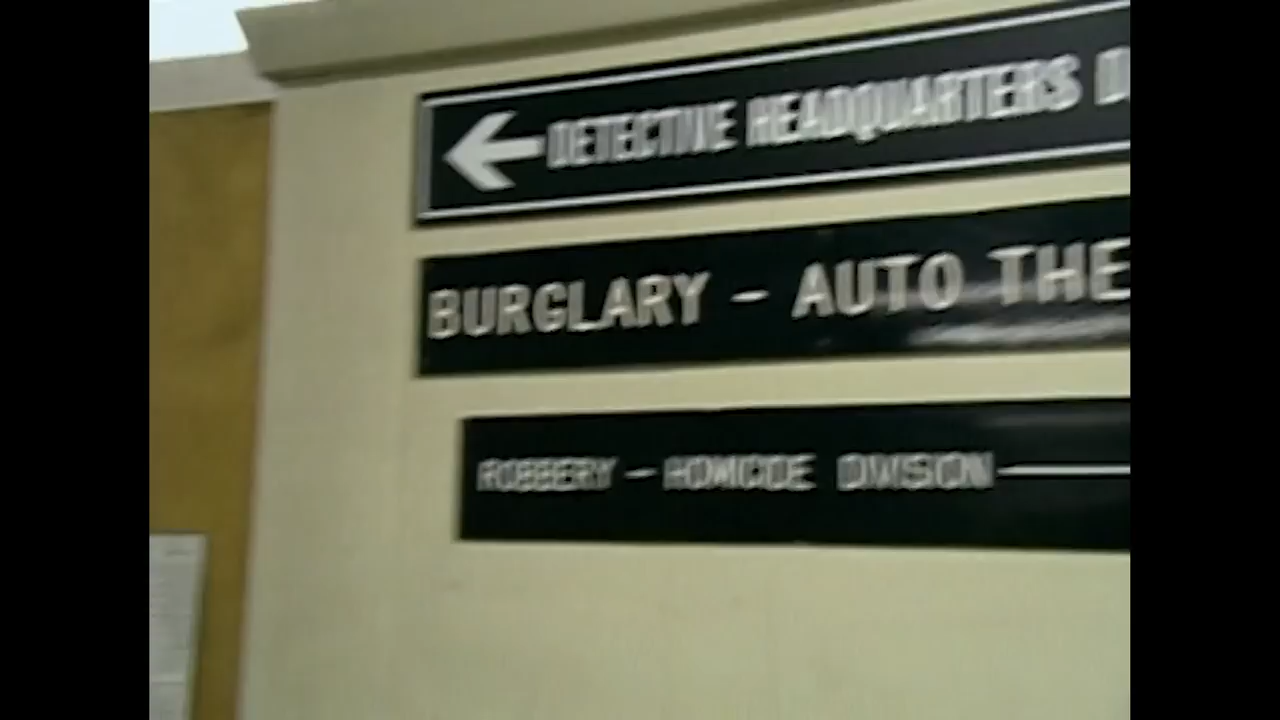 DETECTIVE HEADQUARTERS D
BURGLARY - AUTO THE
ROBBERY - HOMICIDE DIVISION